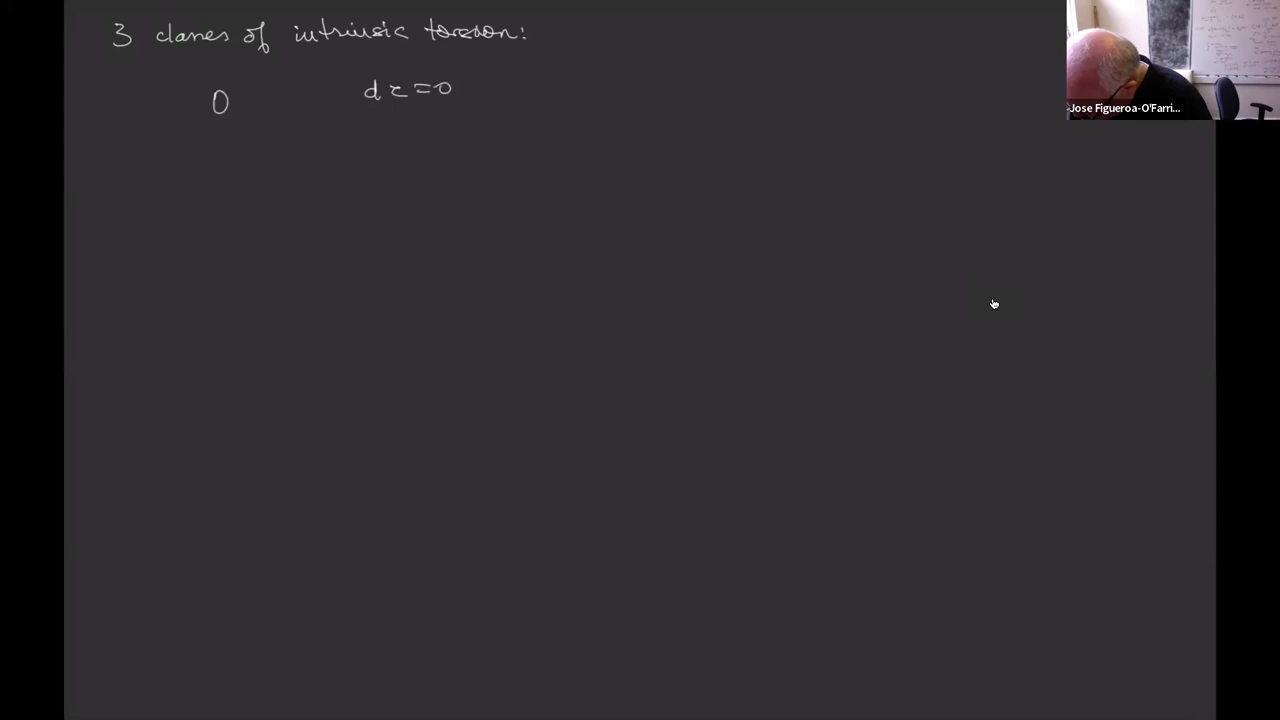 3 classes of intrinsic torsion:
0 dτ=0
Jose Figueroa-O'Farri...